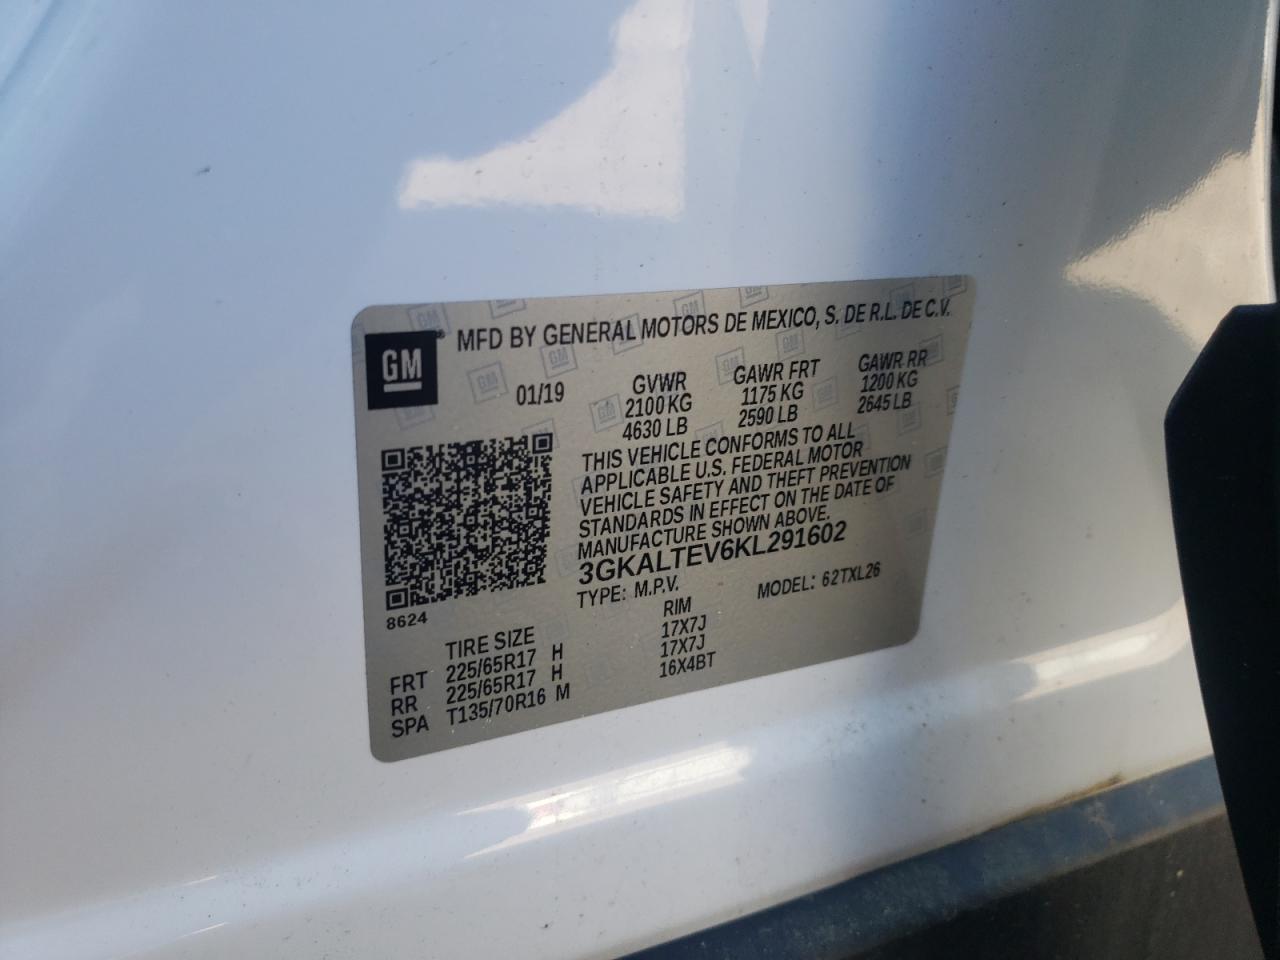 GM® MFD BY GENERAL MOTORS DE MEXICO, S. DE R.L. DE C.V.
01/19 GVWR GAWR FRT GAWR RR
2100 KG 1175 KG 1200 KG
4630 LB 2590 LB 2645 LB
THIS VEHICLE CONFORMS TO ALL
APPLICABLE U.S. FEDERAL MOTOR
VEHICLE SAFETY AND THEFT PREVENTION
STANDARDS IN EFFECT ON THE DATE OF
MANUFACTURE SHOWN ABOVE.
3GKALTEV6KL291602
TYPE: M.P.V. MODEL: 62TXL26
8624
TIRE SIZE RIM
FRT 225/65R17 H 17X7J
RR 225/65R17 H 17X7J
SPA T135/70R16 M 16X4BT